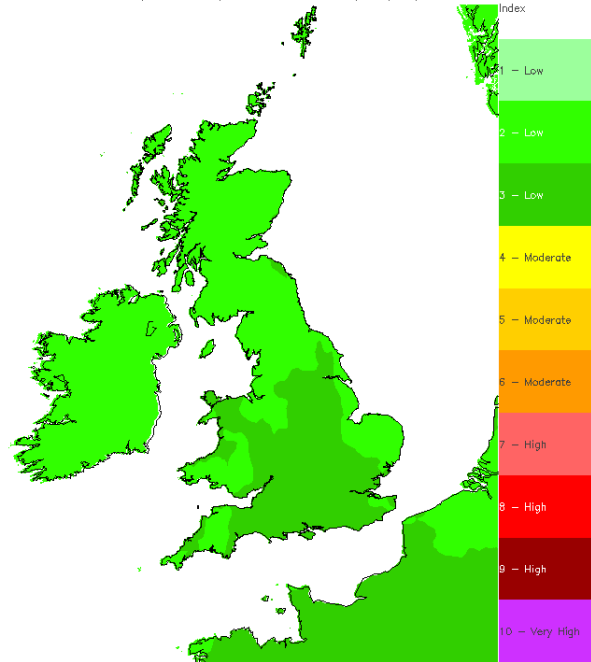 Index
1 - Low
2 - Low
3 - Low
4 - Moderate
5 - Moderate
6 - Moderate
7 - High
8 - High
9 - High
10 - Very High